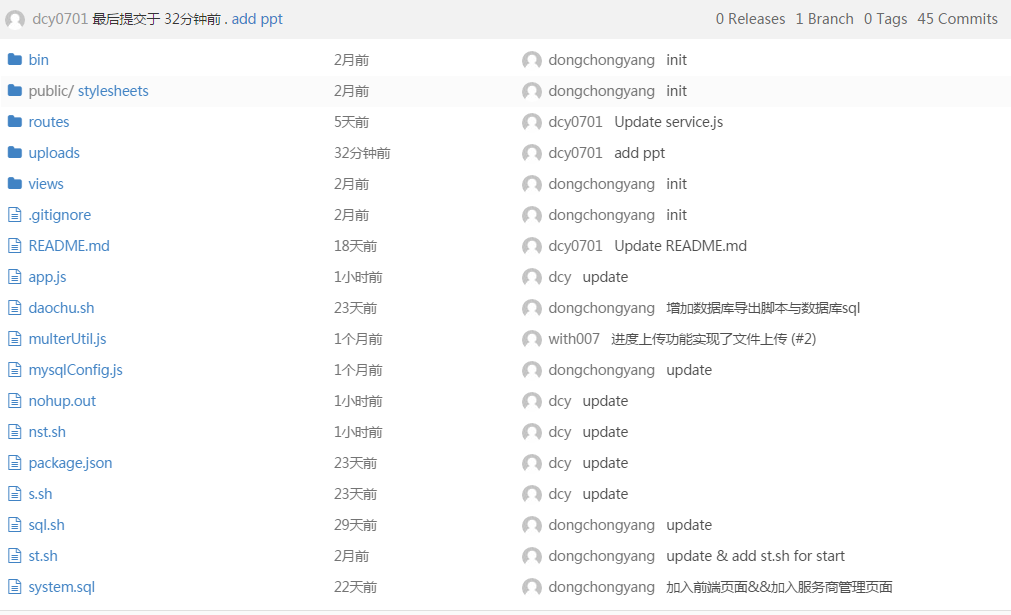 dcy0701 最后提交于 32分钟前 . add ppt 0 Releases 1 Branch 0 Tags 45 Commits
bin 2月前 dongchongyang init
public/ stylesheets 2月前 dongchongyang init
routes 5天前 dcy0701 Update service.js
uploads 32分钟前 dcy0701 add ppt
views 2月前 dongchongyang init
.gitignore 2月前 dongchongyang init
README.md 18天前 dcy0701 Update README.md
app.js 1小时前 dcy update
daochu.sh 23天前 dongchongyang 增加数据库导出脚本与数据库sql
multerUtil.js 1个月前 with007 进度上传功能实现了文件上传 (#2)
mysqlConfig.js 1个月前 dongchongyang update
nohup.out 1小时前 dcy update
nst.sh 1小时前 dcy update
package.json 23天前 dcy update
s.sh 23天前 dcy update
sql.sh 29天前 dongchongyang update
st.sh 2月前 dongchongyang update & add st.sh for start
system.sql 22天前 dongchongyang 加入前端页面&&加入服务商管理页面